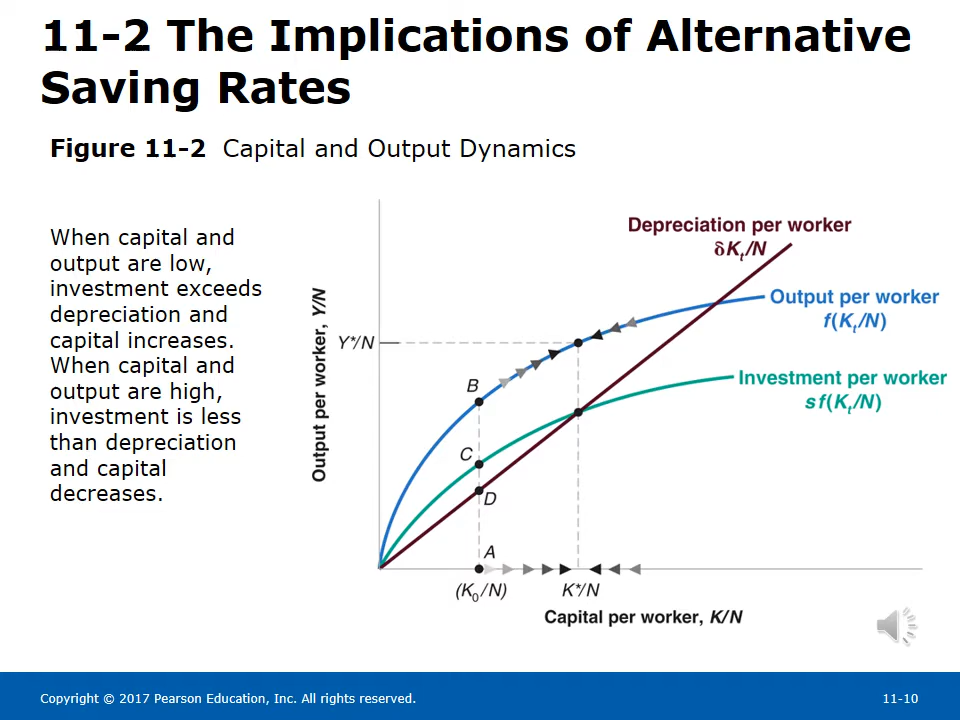 11-2 The Implications of Alternative
Saving Rates
Figure 11-2 Capital and Output Dynamics
When capital and
output are low,
investment exceeds
depreciation and
capital increases.
When capital and
output are high,
investment is less
than depreciation
and capital
decreases.
Output per worker, Y/N
Depreciation per worker
δKₜ/N
Output per worker
f(Kₜ/N)
Y*/N
Investment per worker
sf(Kₜ/N)
B
C
D
A
(K₀/N)
K*/N
Capital per worker, K/N
Copyright © 2017 Pearson Education, Inc. All rights reserved.
11-10